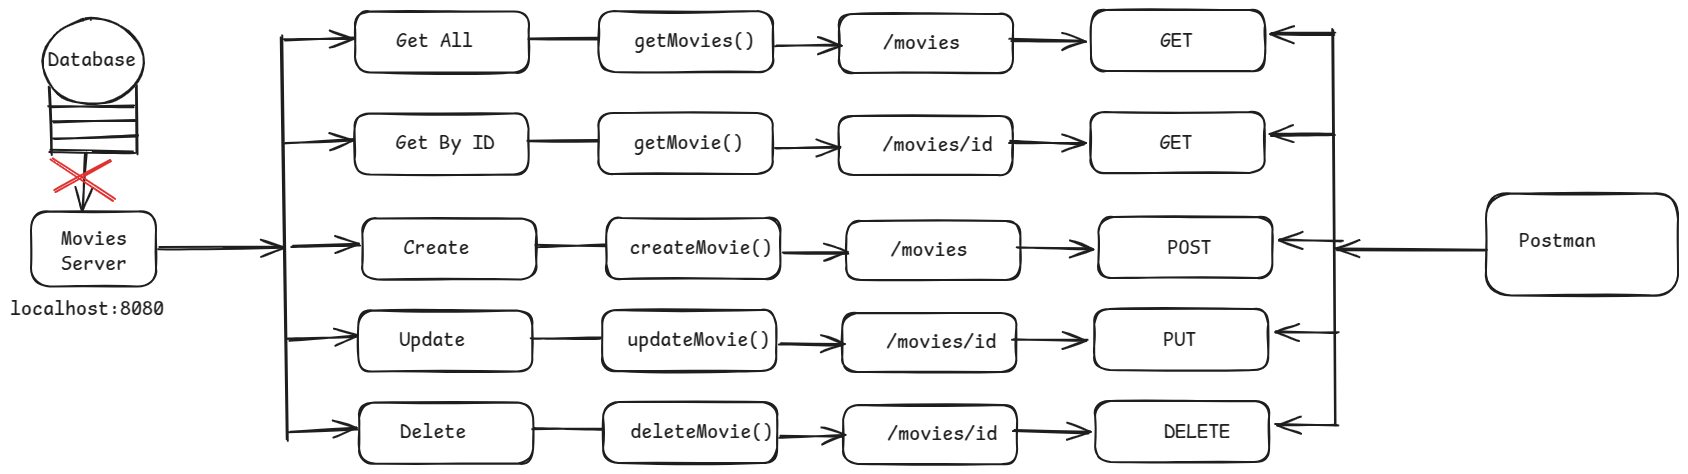 Database
Movies
Server
localhost:8080
Get All
getMovies()
/movies
GET
Get By ID
getMovie()
/movies/id
GET
Create
createMovie()
/movies
POST
Update
updateMovie()
/movies/id
PUT
Delete
deleteMovie()
/movies/id
DELETE
Postman